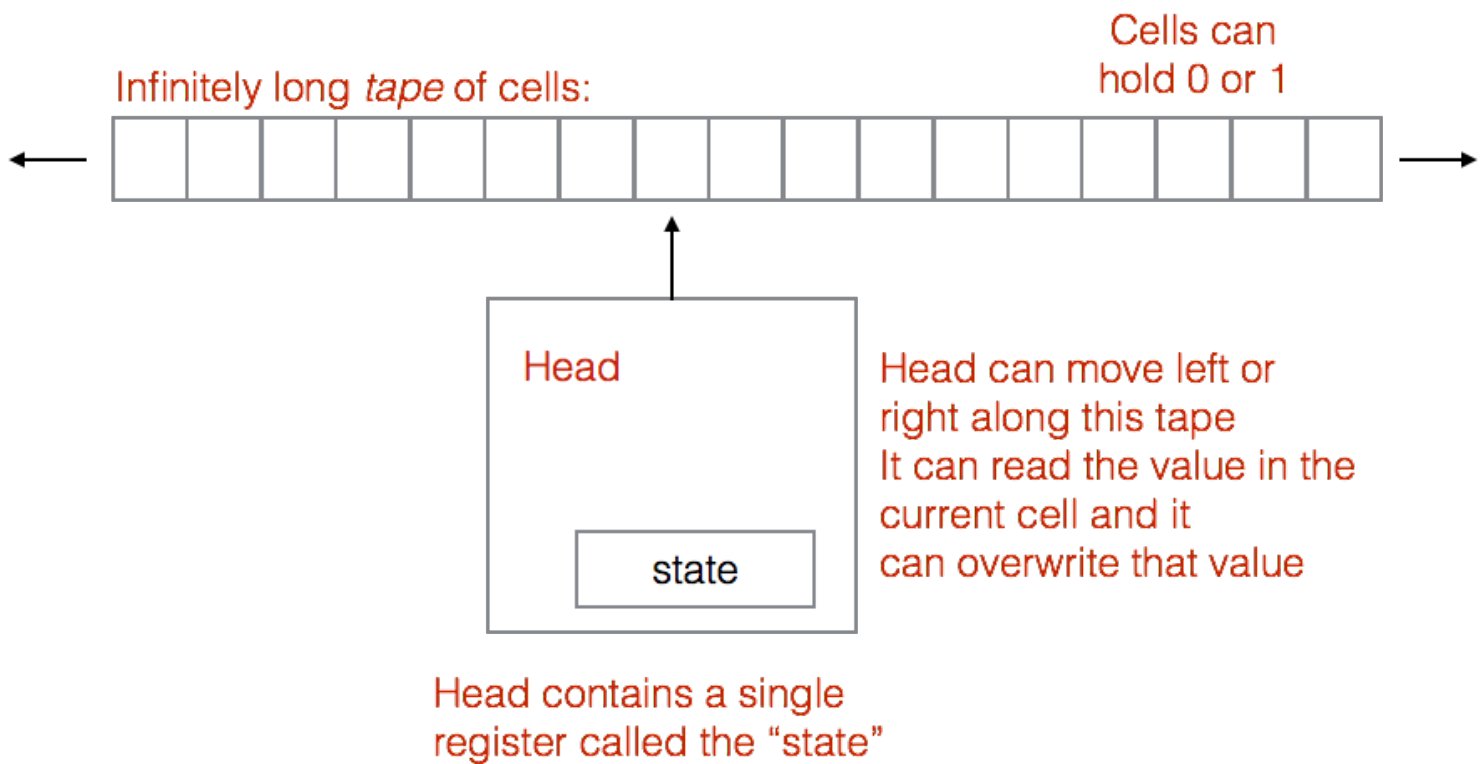 Cells can
hold 0 or 1
Infinitely long tape of cells:
Head
state
Head can move left or
right along this tape
It can read the value in the
current cell and it
can overwrite that value
Head contains a single
register called the “state”